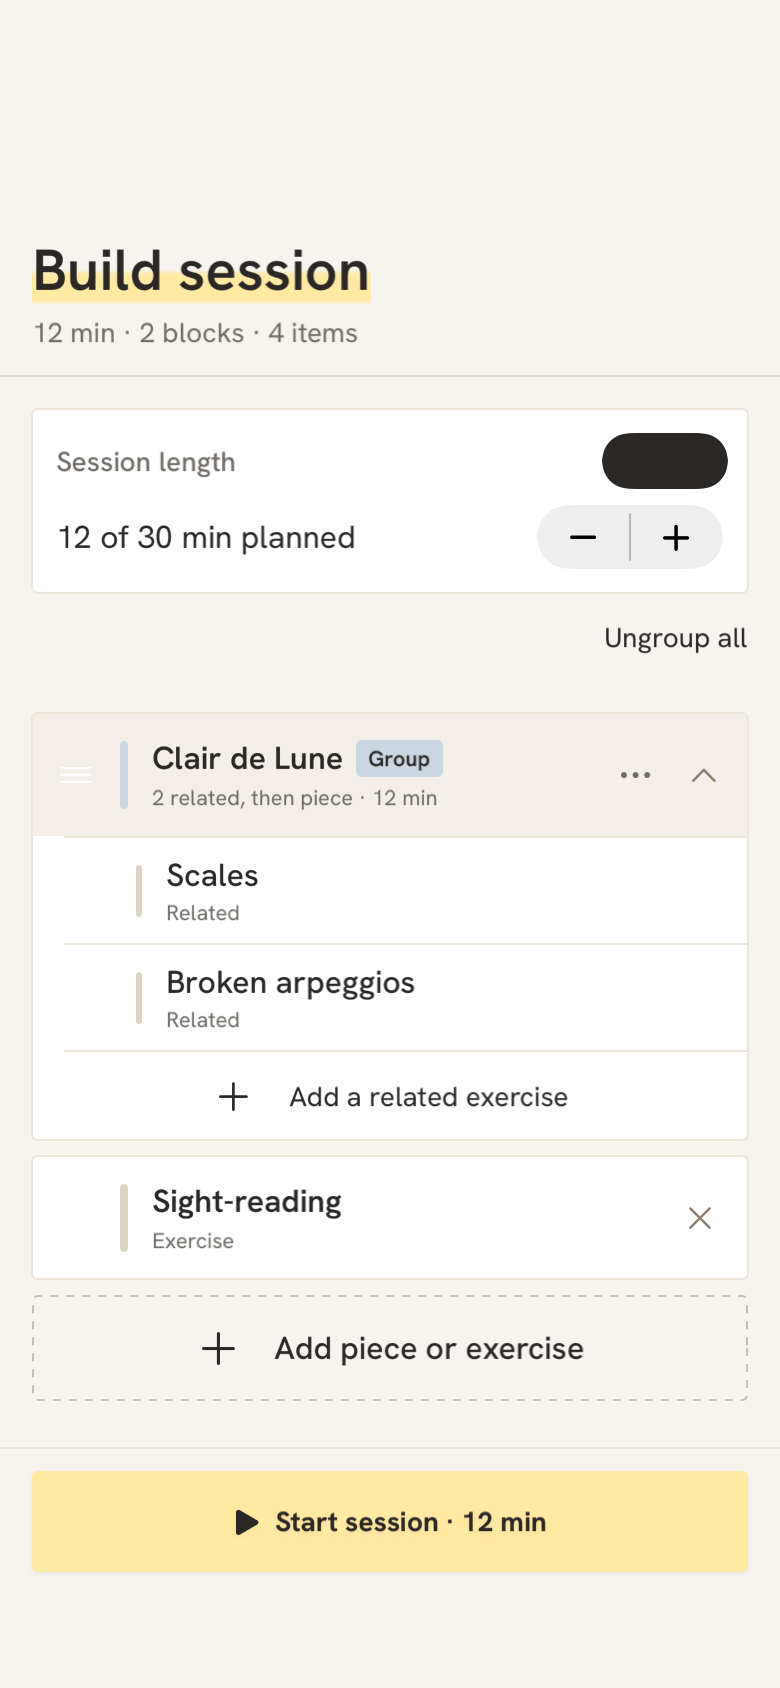 Build session
12 min · 2 blocks · 4 items
Session length
12 of 30 min planned
Ungroup all
Clair de Lune Group
2 related, then piece · 12 min
Scales
Related
Broken arpeggios
Related
Add a related exercise
Sight-reading
Exercise
Add piece or exercise
Start session · 12 min